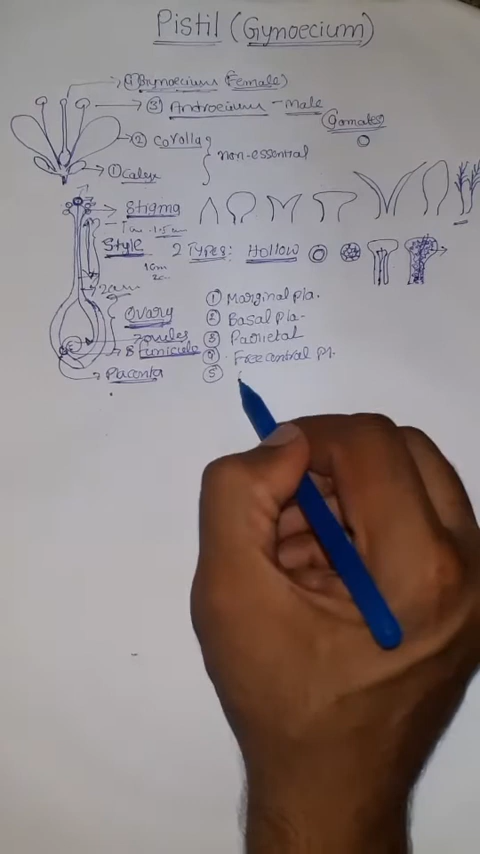 Pistil (Gynoecium)
④ Gynoecium (Female)
③ Androecium - male
(Gamates)
② Corolla
non-essential
① Calyx
Stigma
Style 2 Types: Hollow
Ovary
ovules
Funicule
Placenta
① Marginal pla.
② Basal pla-
③ Parietal
④ Free central pl.
⑤